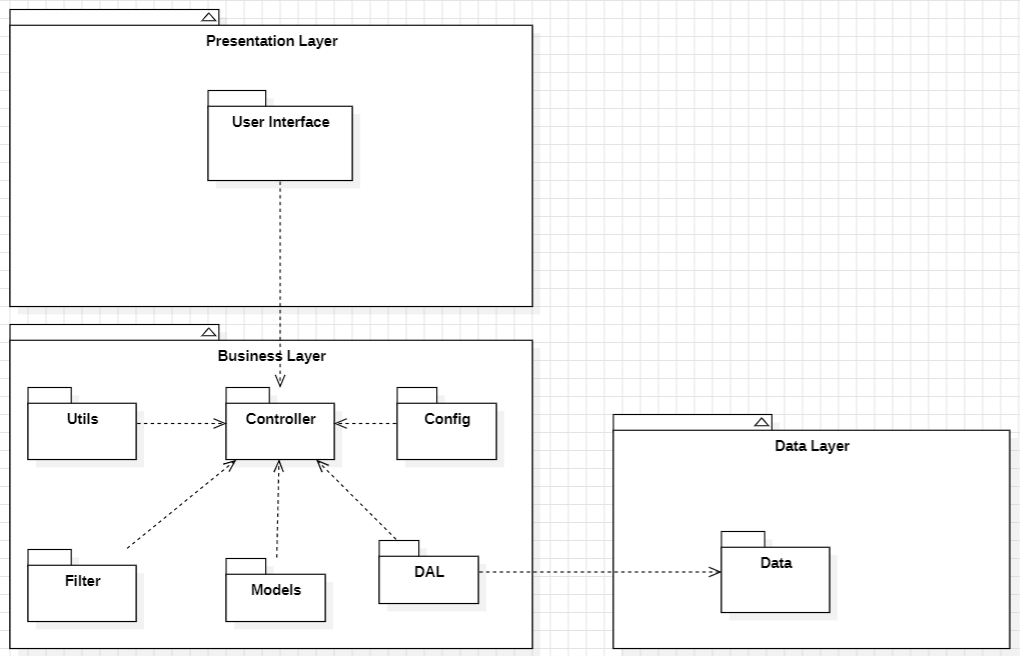 Presentation Layer
User Interface
Business Layer
Utils
Controller
Config
Filter
Models
DAL
Data Layer
Data